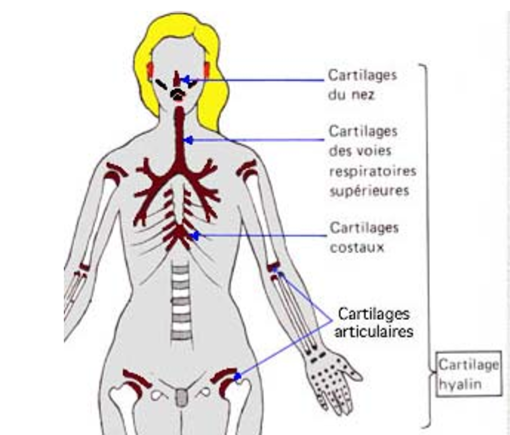 Cartilages
du nez
Cartilages
des voies
respiratoires
supérieures
Cartilages
costaux
Cartilages
articulaires
Cartilage
hyalin